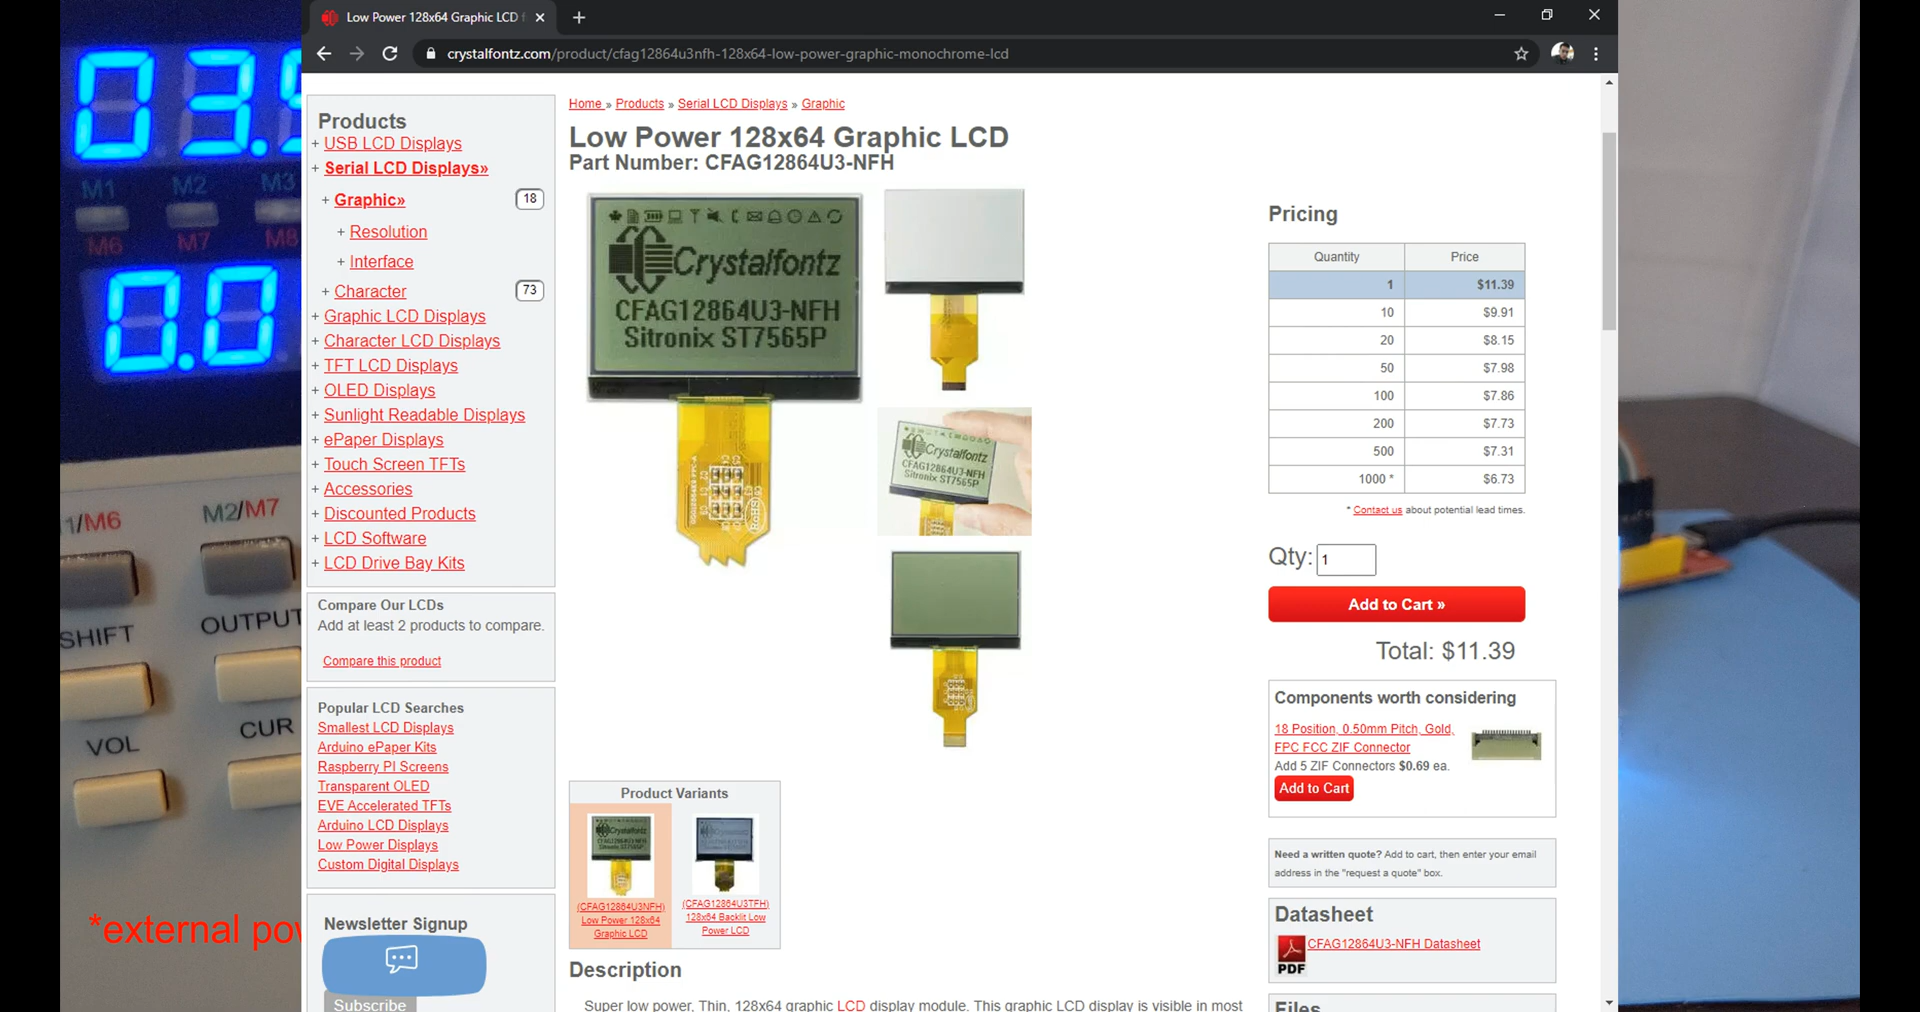 Low Power 128x64 Graphic LCD
crystalfontz.com/product/cfag12864u3nfh-128x64-low-power-graphic-monochrome-lcd
03.
M1 M2 M3
M6 M7 M8
0.0
/M6
M2/M7
SHIFT
OUTPUT
VOL
CUR
*external pow
Products
+ USB LCD Displays
+ Serial LCD Displays»
+ Graphic» 18
+ Resolution
+ Interface
+ Character 73
+ Graphic LCD Displays
+ Character LCD Displays
+ TFT LCD Displays
+ OLED Displays
+ Sunlight Readable Displays
+ ePaper Displays
+ Touch Screen TFTs
+ Accessories
+ Discounted Products
+ LCD Software
+ LCD Drive Bay Kits
Compare Our LCDs
Add at least 2 products to compare.
Compare this product
Popular LCD Searches
Smallest LCD Displays
Arduino ePaper Kits
Raspberry PI Screens
Transparent OLED
EVE Accelerated TFTs
Arduino LCD Displays
Low Power Displays
Custom Digital Displays
Newsletter Signup
Subscribe
Home » Products » Serial LCD Displays » Graphic
Low Power 128x64 Graphic LCD
Part Number: CFAG12864U3-NFH
Crystalfontz
CFAG12864U3-NFH
Sitronix ST7565P
RoHS
Crystalfontz
CFAG12864U3-NFH
Sitronix ST7565P
Product Variants
Crystalfontz
CFAG12864U3-NFH
Sitronix ST7565P
(CFAG12864U3NFH)
Low Power 128x64
Graphic LCD
(CFAG12864U3TFH)
128x64 Backlit Low
Power LCD
Description
Super low power, Thin, 128x64 graphic LCD display module. This graphic LCD display is visible in most
Pricing
Quantity Price
1 $11.39
10 $9.91
20 $8.15
50 $7.98
100 $7.86
200 $7.73
500 $7.31
1000 * $6.73
* Contact us about potential lead times.
Qty: 1
Add to Cart »
Total: $11.39
Components worth considering
18 Position, 0.50mm Pitch, Gold,
FPC FCC ZIF Connector
Add 5 ZIF Connectors $0.69 ea.
Add to Cart
Need a written quote? Add to cart, then enter your email
address in the "request a quote" box.
Datasheet
PDF
CFAG12864U3-NFH Datasheet
Files